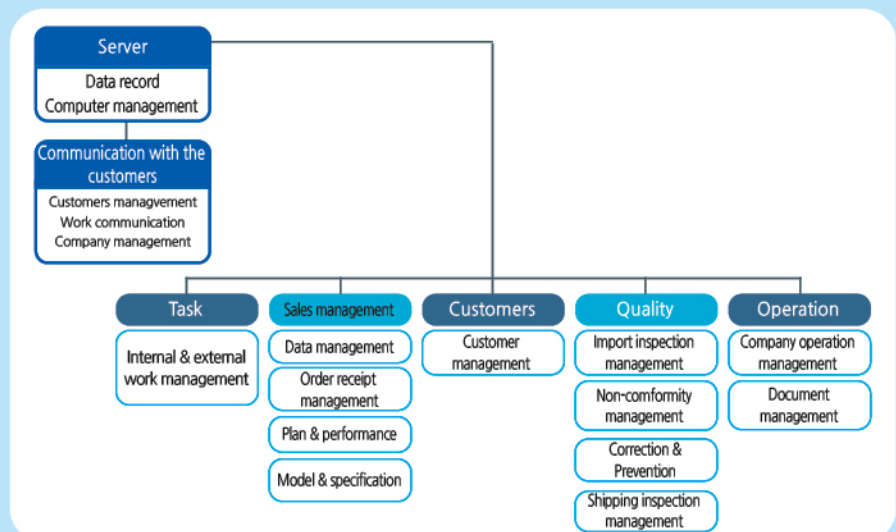 Server
Data record
Computer management
Communication with the
customers
Customers managvement
Work communication
Company management
Task
Internal & external
work management
Sales management
Data management
Order receipt
management
Plan & performance
Model & specification
Customers
Customer
management
Quality
Import inspection
management
Non-comformity
management
Correction &
Prevention
Shipping inspection
management
Operation
Company operation
management
Document
management